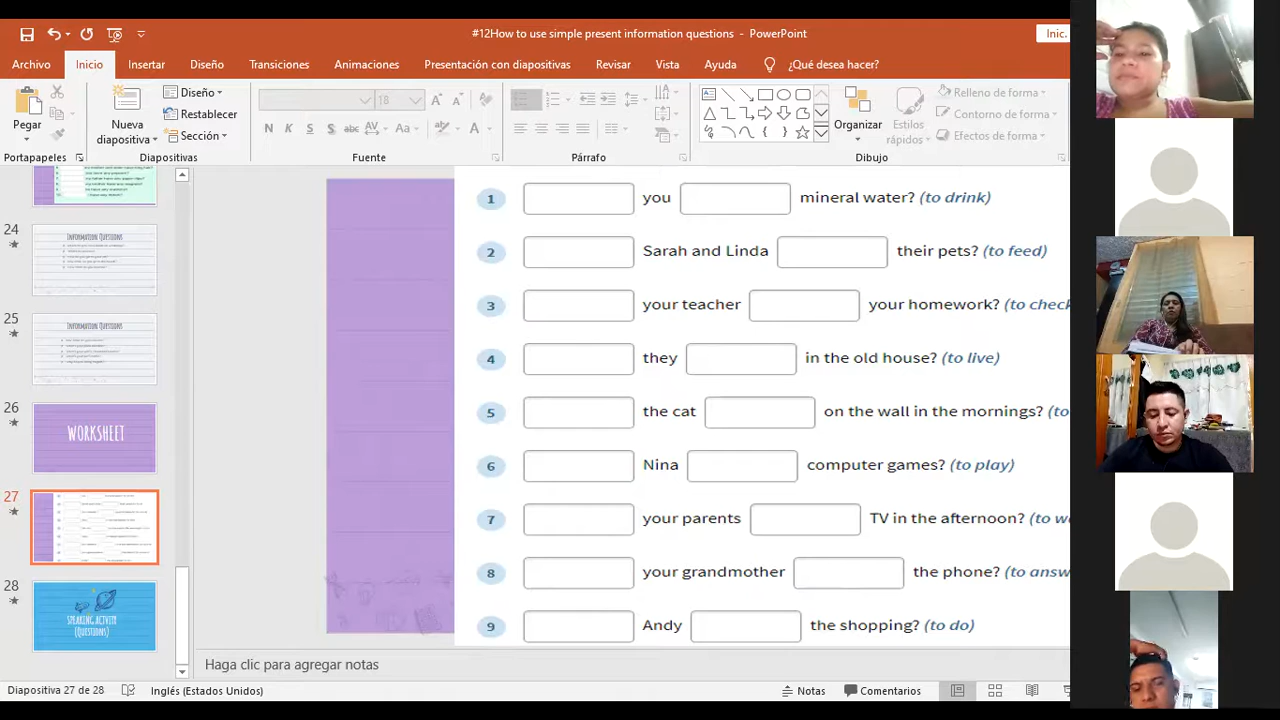 #12How to use simple present information questions - PowerPoint
Inic.
Archivo Inicio Insertar Diseño Transiciones Animaciones Presentación con diapositivas Revisar Vista Ayuda ¿Qué desea hacer?
Pegar
Nueva diapositiva
Diseño
Restablecer
Sección
18
N K S S abc AV Aa A
Organizar
Estilos rápidos
Relleno de forma
Contorno de forma
Efectos de forma
Portapapeles Diapositivas Fuente Párrafo Dibujo
24
INFORMATION QUESTIONS
25
INFORMATION QUESTIONS
26
WORKSHEET
27
28
SPEAKING ACTIVITY
(QUESTIONS)
1 you mineral water? (to drink)
2 Sarah and Linda their pets? (to feed)
3 your teacher your homework? (to check
4 they in the old house? (to live)
5 the cat on the wall in the mornings? (to
6 Nina computer games? (to play)
7 your parents TV in the afternoon? (to w
8 your grandmother the phone? (to answ
9 Andy the shopping? (to do)
Haga clic para agregar notas
Diapositiva 27 de 28 Inglés (Estados Unidos) Notas Comentarios